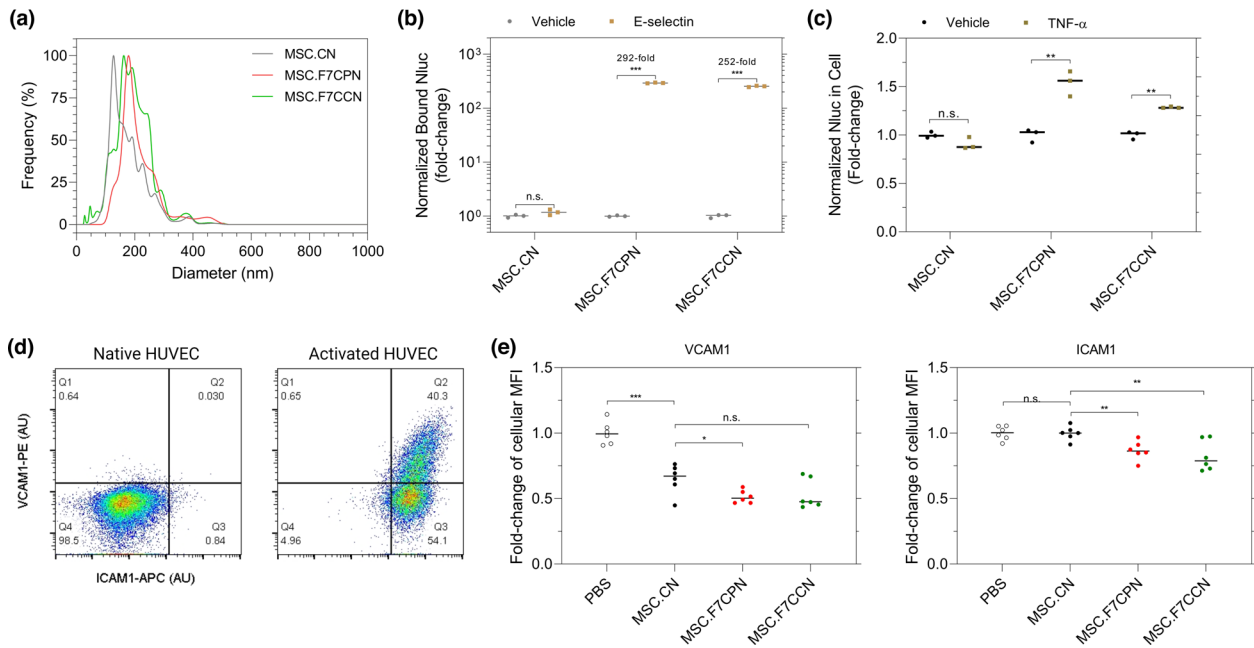 (a)
Frequency (%)
100
75
50
25
0
MSC.CN
MSC.F7CPN
MSC.F7CCN
0 200 400 600 800 1000
Diameter (nm)
(b)
Vehicle E-selectin
Normalized Bound Nluc
(fold-change)
10³
10²
10¹
10⁰
n.s.
292-fold
***
252-fold
***
MSC.CN
MSC.F7CPN
MSC.F7CCN
(c)
Vehicle TNF-α
Normalized Nluc in Cell
(Fold-change)
2.0
1.5
1.0
0.5
0.0
n.s.
**
**
MSC.CN
MSC.F7CPN
MSC.F7CCN
(d)
Native HUVEC
Activated HUVEC
VCAM1-PE (AU)
Q1
0.64
Q2
0.030
Q4
98.5
Q3
0.84
Q1
0.65
Q2
40.3
Q4
4.96
Q3
54.1
ICAM1-APC (AU)
(e)
VCAM1
Fold-change of cellular MFI
1.5
1.0
0.5
0.0
***
n.s.
*
PBS
MSC.CN
MSC.F7CPN
MSC.F7CCN
ICAM1
Fold-change of cellular MFI
1.5
1.0
0.5
0.0
n.s.
**
**
PBS
MSC.CN
MSC.F7CPN
MSC.F7CCN